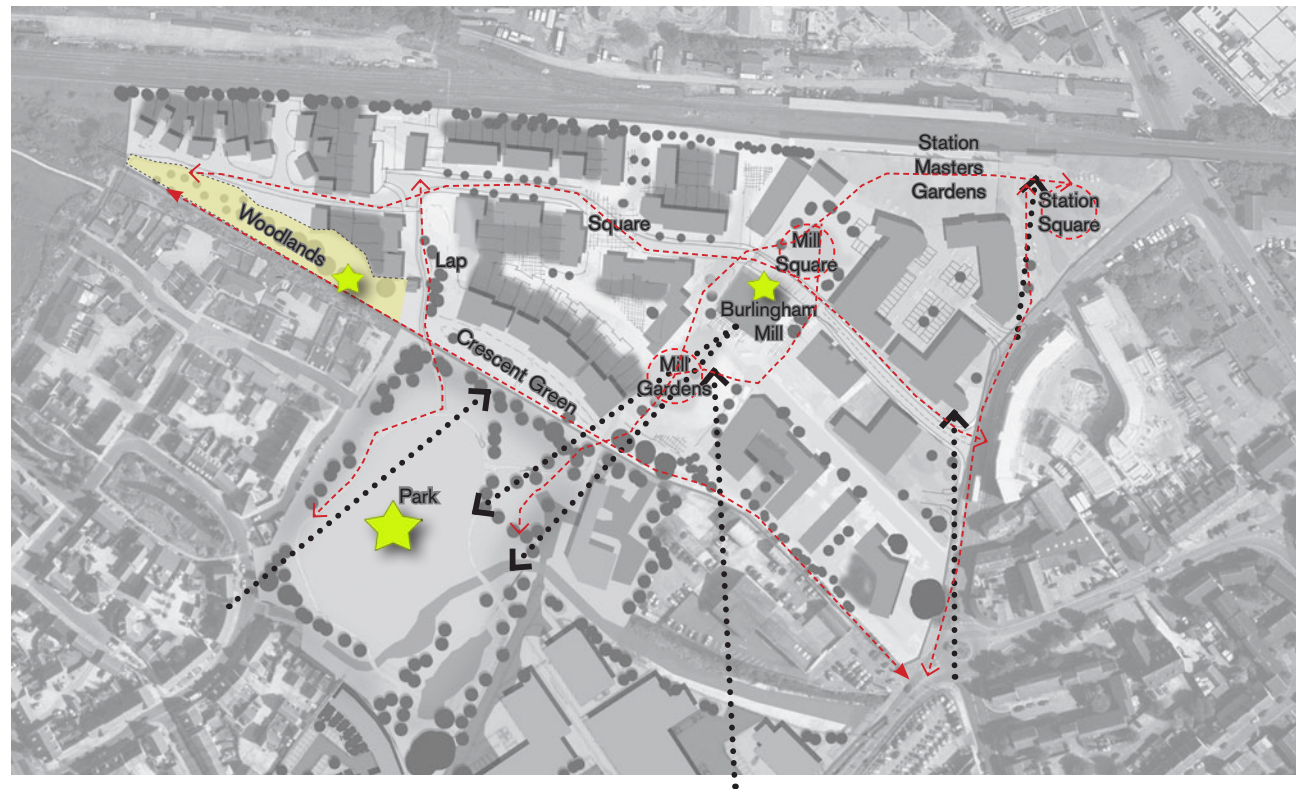 Station
Masters
Gardens
Station
Square
Woodlands
Square
Mill
Square
Lap
Burlingham
Mill
Crescent Green
Mill
Gardens
Park